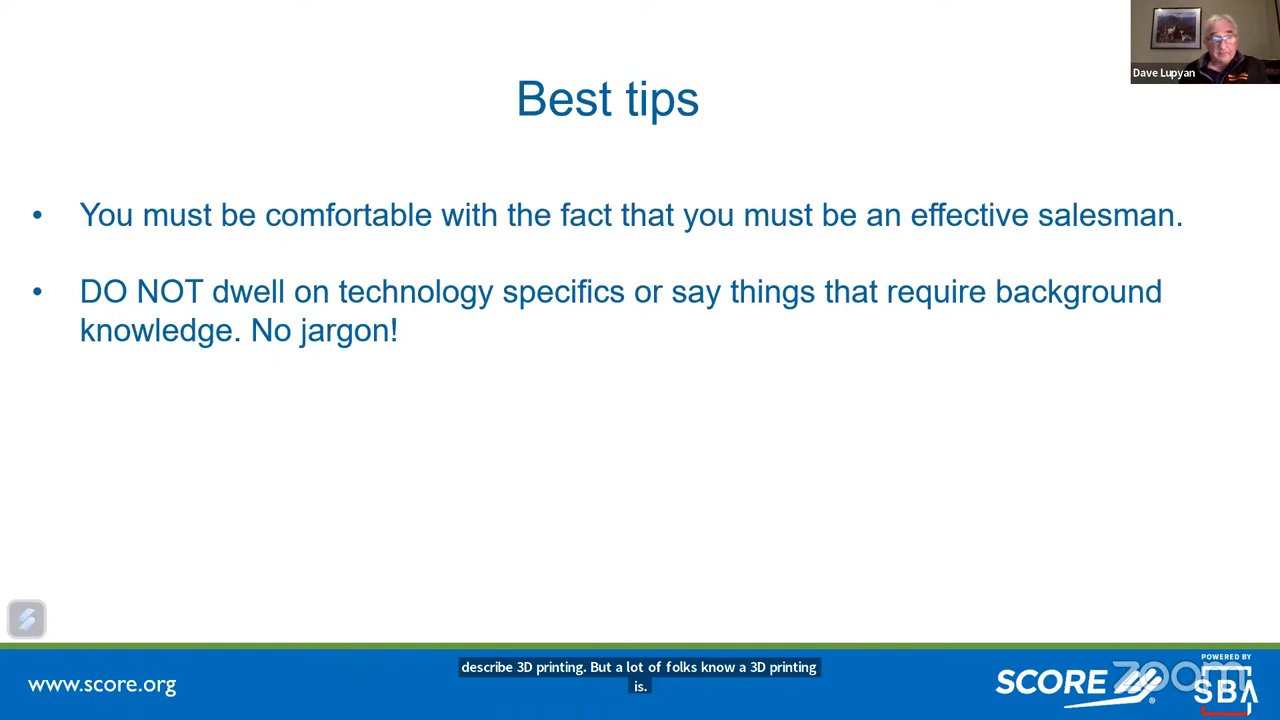 Dave Lupyan
Best tips
• You must be comfortable with the fact that you must be an effective salesman.
• DO NOT dwell on technology specifics or say things that require background
knowledge. No jargon!
describe 3D printing. But a lot of folks know a 3D printing
is.
www.score.org
SCORE ®
zoom
POWERED BY
SBA